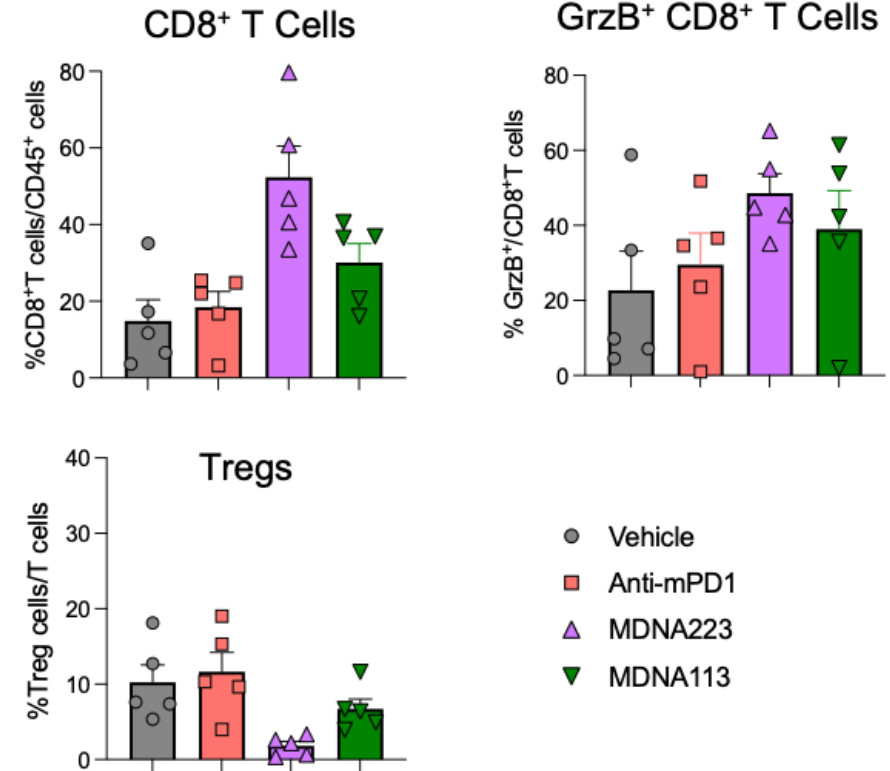 CD8⁺ T Cells
%CD8⁺T cells/CD45⁺ cells
80
60
40
20
0
GrzB⁺ CD8⁺ T Cells
% GrzB⁺/CD8⁺T cells
80
60
40
20
0
Tregs
%Treg cells/T cells
40
30
20
10
0
Vehicle
Anti-mPD1
MDNA223
MDNA113